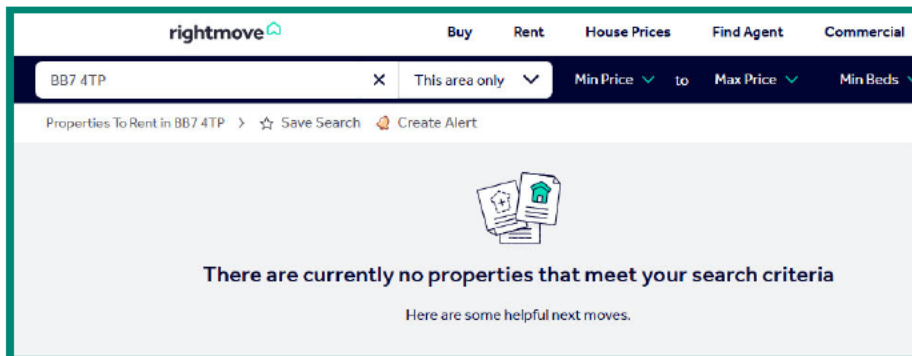 rightmove Buy Rent House Prices Find Agent Commercial
BB7 4TP X This area only Min Price to Max Price Min Beds
Properties To Rent in BB7 4TP > Save Search Create Alert
There are currently no properties that meet your search criteria
Here are some helpful next moves.